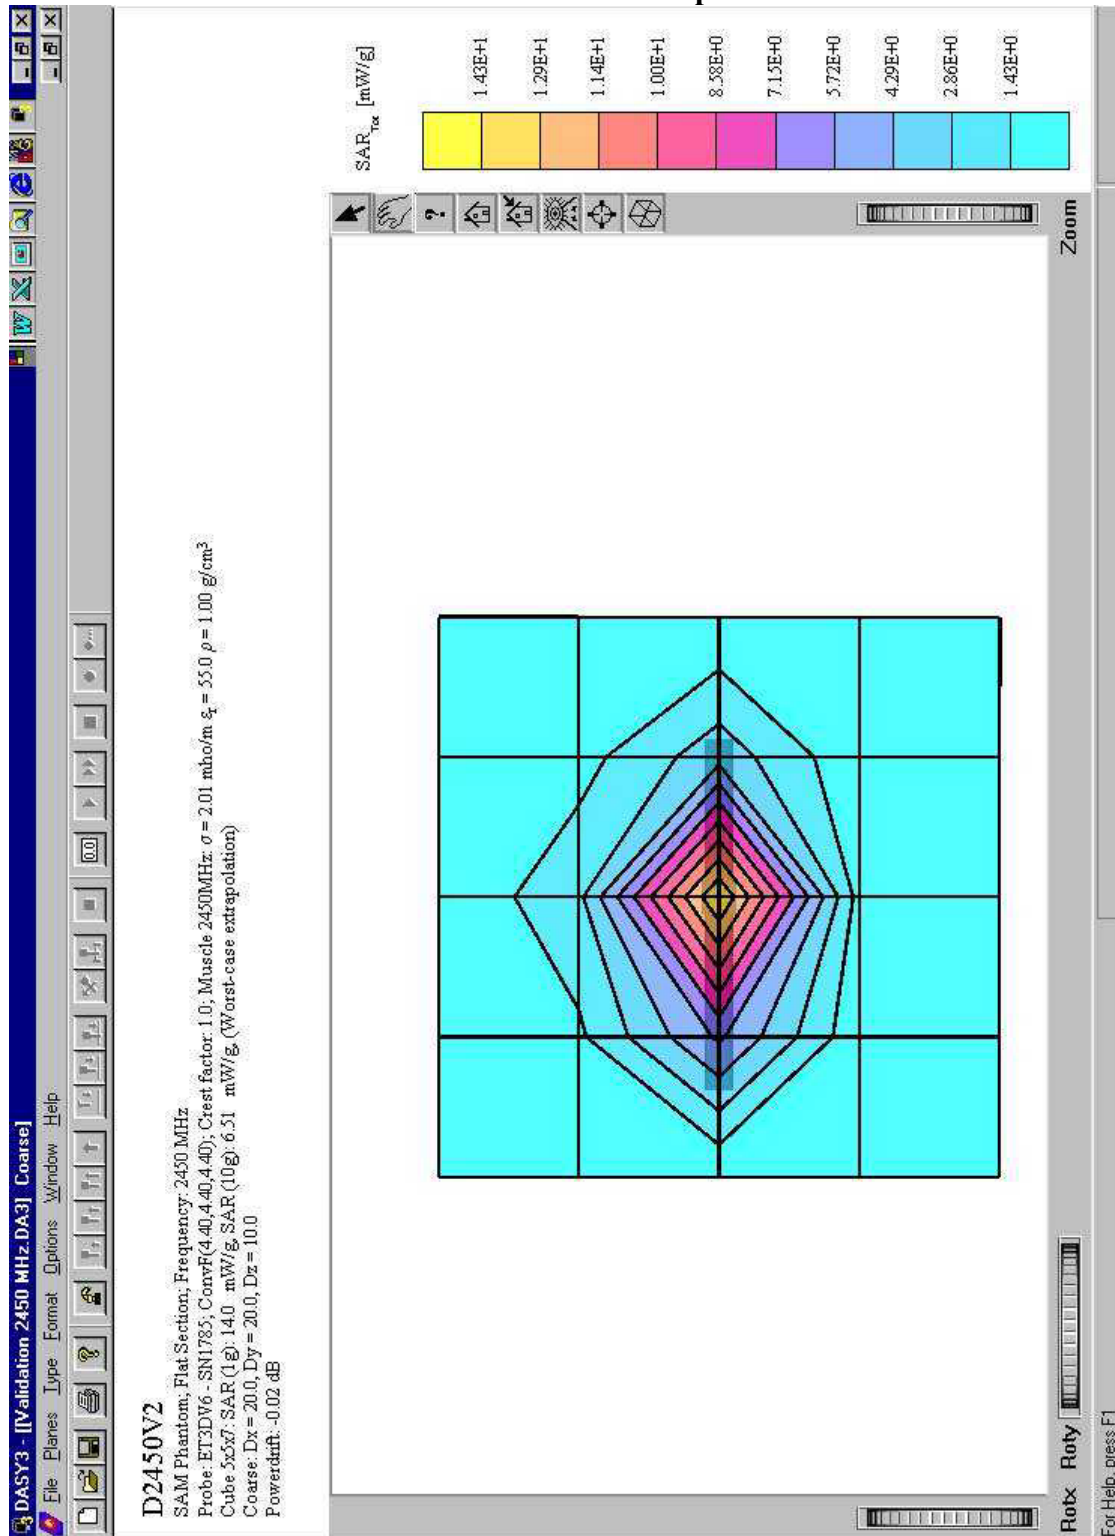 DASY3 - [[Validation 2450 MHz.DA3] Coarse]
File Planes Type Format Options Window Help
D2450V2
SAM Phantom; Flat Section; Frequency: 2450 MHz
Probe: ET3DV6 - SN1785; ConvF(4.40,4.40,4.40); Crest factor: 1.0; Muscle 2450MHz: σ = 2.01 mho/m εr = 55.0 ρ = 1.00 g/cm³
Cube 5x5x7: SAR (1g): 14.0 mW/g, SAR (10g): 6.51 mW/g, (Worst-case extrapolation)
Coarse: Dx = 20.0, Dy = 20.0, Dz = 10.0
Powerdrift: -0.02 dB
SARTot [mW/g]
1.43E+1
1.29E+1
1.14E+1
1.00E+1
8.58E+0
7.15E+0
5.72E+0
4.29E+0
2.86E+0
1.43E+0
Rotx Roty Zoom
For Help, press F1